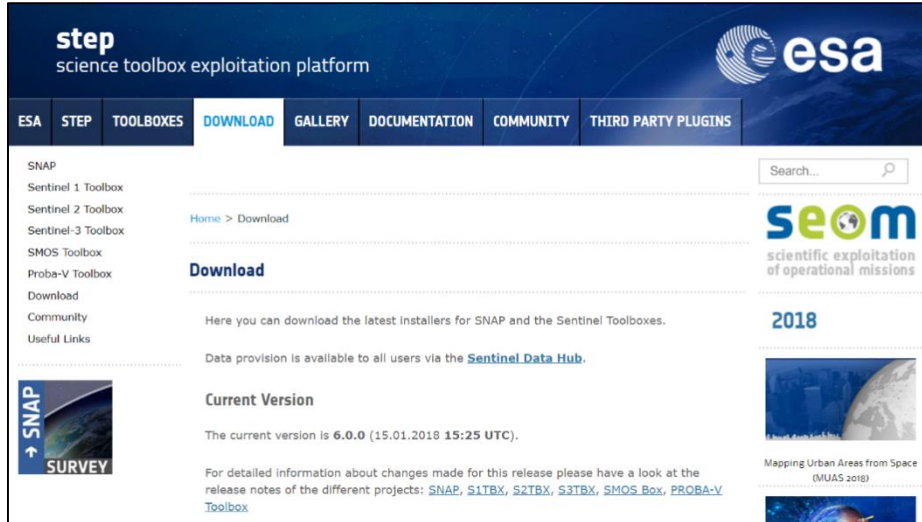 step
science toolbox exploitation platform
esa
ESA STEP TOOLBOXES DOWNLOAD GALLERY DOCUMENTATION COMMUNITY THIRD PARTY PLUGINS
SNAP
Sentinel 1 Toolbox
Sentinel 2 Toolbox
Sentinel-3 Toolbox
SMOS Toolbox
Proba-V Toolbox
Download
Community
Useful Links
→ SNAP
SURVEY
Home > Download
Download
Here you can download the latest installers for SNAP and the Sentinel Toolboxes.
Data provision is available to all users via the Sentinel Data Hub.
Current Version
The current version is 6.0.0 (15.01.2018 15:25 UTC).
For detailed information about changes made for this release please have a look at the
release notes of the different projects: SNAP, S1TBX, S2TBX, S3TBX, SMOS Box, PROBA-V
Toolbox
Search...
seom
scientific exploitation
of operational missions
2018
Mapping Urban Areas from Space
(MUAS 2018)